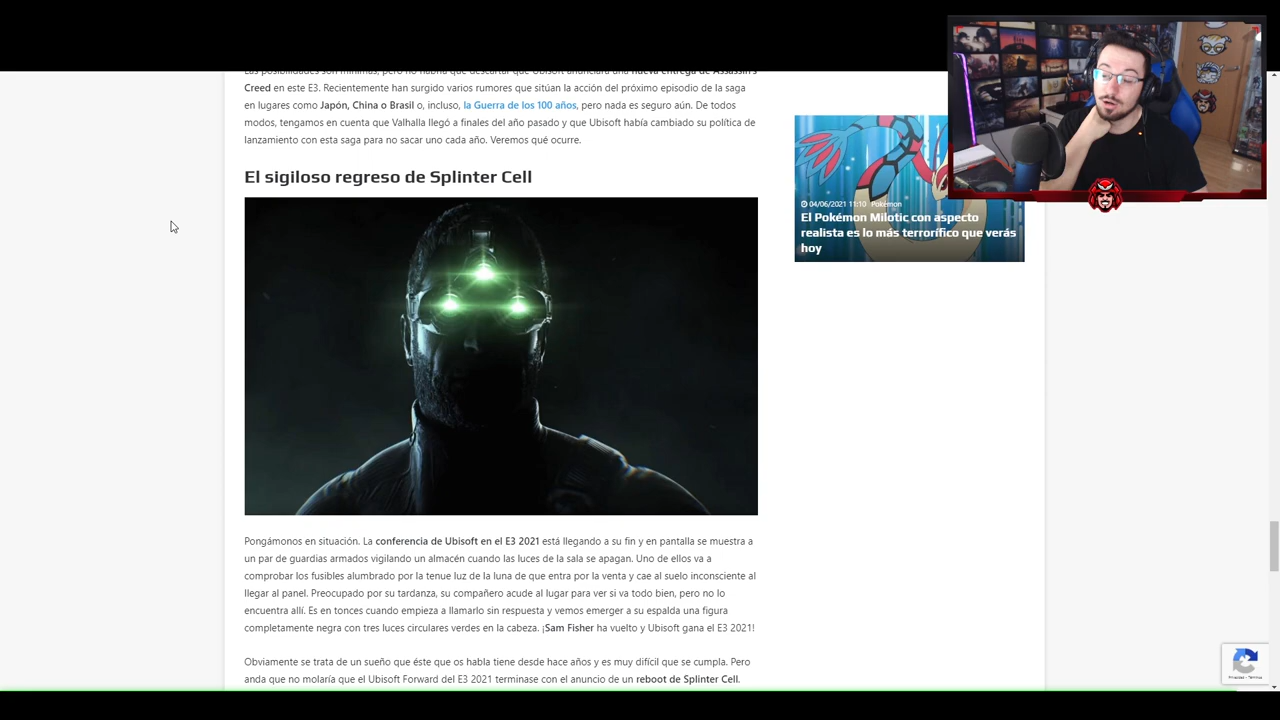 Las posibilidades son mínimas, pero no habría que descartar que Ubisoft anunciara una nueva entrega de Assassin's
Creed en este E3. Recientemente han surgido varios rumores que sitúan la acción del próximo episodio de la saga
en lugares como Japón, China o Brasil o, incluso, la Guerra de los 100 años, pero nada es seguro aún. De todos
modos, tengamos en cuenta que Valhalla llegó a finales del año pasado y que Ubisoft había cambiado su política de
lanzamiento con esta saga para no sacar uno cada año. Veremos qué ocurre.
El sigiloso regreso de Splinter Cell
Pongámonos en situación. La conferencia de Ubisoft en el E3 2021 está llegando a su fin y en pantalla se muestra a
un par de guardias armados vigilando un almacén cuando las luces de la sala se apagan. Uno de ellos va a
comprobar los fusibles alumbrado por la tenue luz de la luna de que entra por la venta y cae al suelo inconsciente al
llegar al panel. Preocupado por su tardanza, su compañero acude al lugar para ver si va todo bien, pero no lo
encuentra allí. Es en tonces cuando empieza a llamarlo sin respuesta y vemos emerger a su espalda una figura
completamente negra con tres luces circulares verdes en la cabeza. ¡Sam Fisher ha vuelto y Ubisoft gana el E3 2021!
Obviamente se trata de un sueño que éste que os habla tiene desde hace años y es muy difícil que se cumpla. Pero
anda que no molaría que el Ubisoft Forward del E3 2021 terminase con el anuncio de un reboot de Splinter Cell.
04/06/2021 11:10 Pokémon
El Pokémon Milotic con aspecto
realista es lo más terrorífico que verás
hoy
Privacidad - Términos